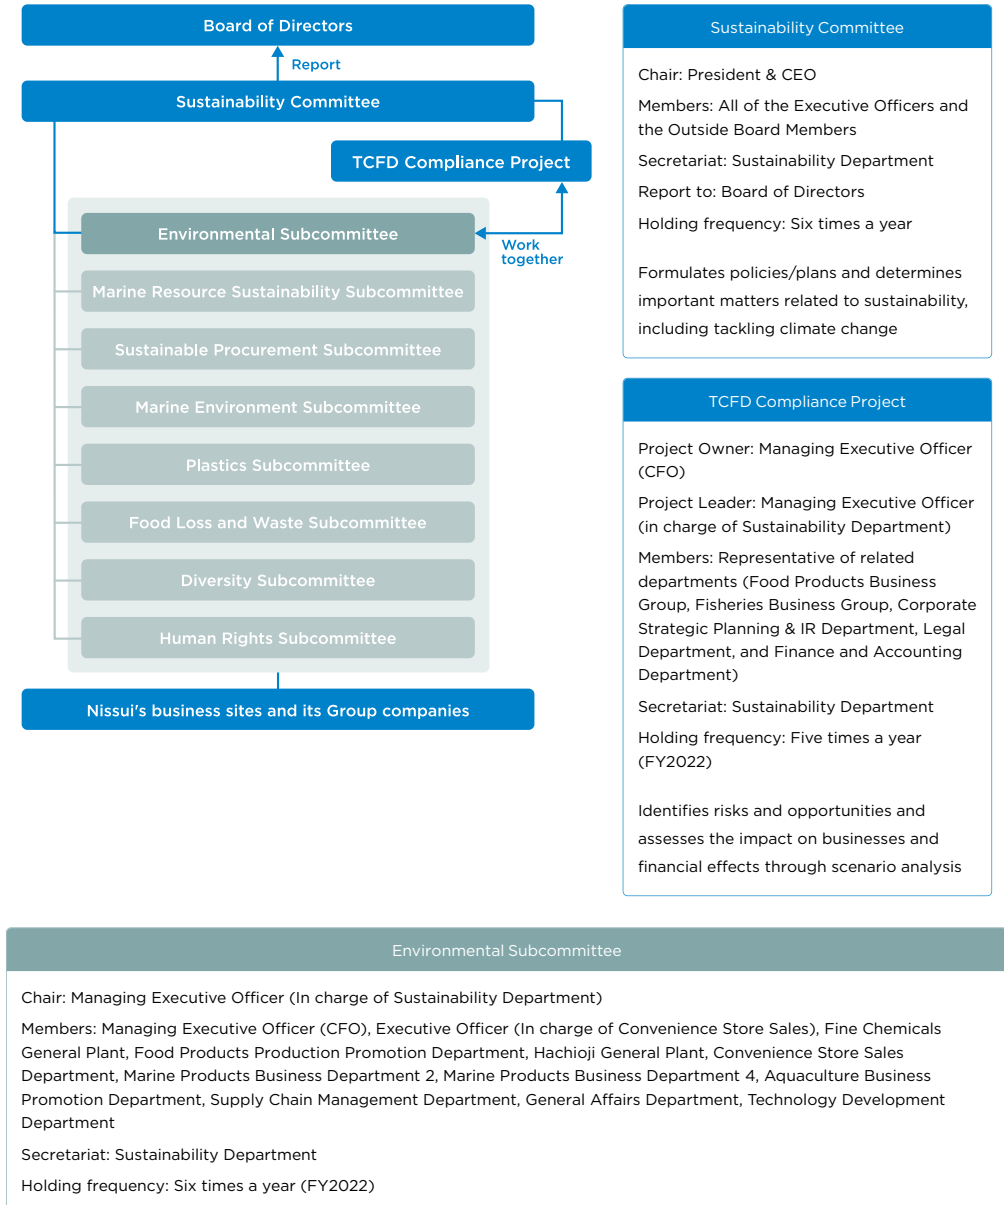 Board of Directors
Report
Sustainability Committee
TCFD Compliance Project
Environmental Subcommittee
Work
together
Marine Resource Sustainability Subcommittee
Sustainable Procurement Subcommittee
Marine Environment Subcommittee
Plastics Subcommittee
Food Loss and Waste Subcommittee
Diversity Subcommittee
Human Rights Subcommittee
Nissui's business sites and its Group companies
Sustainability Committee
Chair: President & CEO
Members: All of the Executive Officers and
the Outside Board Members
Secretariat: Sustainability Department
Report to: Board of Directors
Holding frequency: Six times a year
Formulates policies/plans and determines
important matters related to sustainability,
including tackling climate change
TCFD Compliance Project
Project Owner: Managing Executive Officer
(CFO)
Project Leader: Managing Executive Officer
(in charge of Sustainability Department)
Members: Representative of related
departments (Food Products Business
Group, Fisheries Business Group, Corporate
Strategic Planning & IR Department, Legal
Department, and Finance and Accounting
Department)
Secretariat: Sustainability Department
Holding frequency: Five times a year
(FY2022)
Identifies risks and opportunities and
assesses the impact on businesses and
financial effects through scenario analysis
Environmental Subcommittee
Chair: Managing Executive Officer (In charge of Sustainability Department)
Members: Managing Executive Officer (CFO), Executive Officer (In charge of Convenience Store Sales), Fine Chemicals
General Plant, Food Products Production Promotion Department, Hachioji General Plant, Convenience Store Sales
Department, Marine Products Business Department 2, Marine Products Business Department 4, Aquaculture Business
Promotion Department, Supply Chain Management Department, General Affairs Department, Technology Development
Department
Secretariat: Sustainability Department
Holding frequency: Six times a year (FY2022)